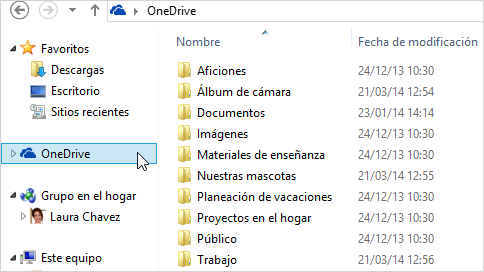 OneDrive
Favoritos
Descargas
Escritorio
Sitios recientes
OneDrive
Grupo en el hogar
Laura Chavez
Este equipo
Nombre Fecha de modificación
Aficiones 24/12/13 10:30
Álbum de cámara 21/03/14 12:54
Documentos 23/01/14 14:14
Imágenes 24/12/13 10:30
Materiales de enseñanza 24/12/13 10:30
Nuestras mascotas 21/03/14 12:55
Planeación de vacaciones 24/12/13 10:30
Proyectos en el hogar 24/12/13 10:30
Público 24/12/13 10:30
Trabajo 21/03/14 12:56